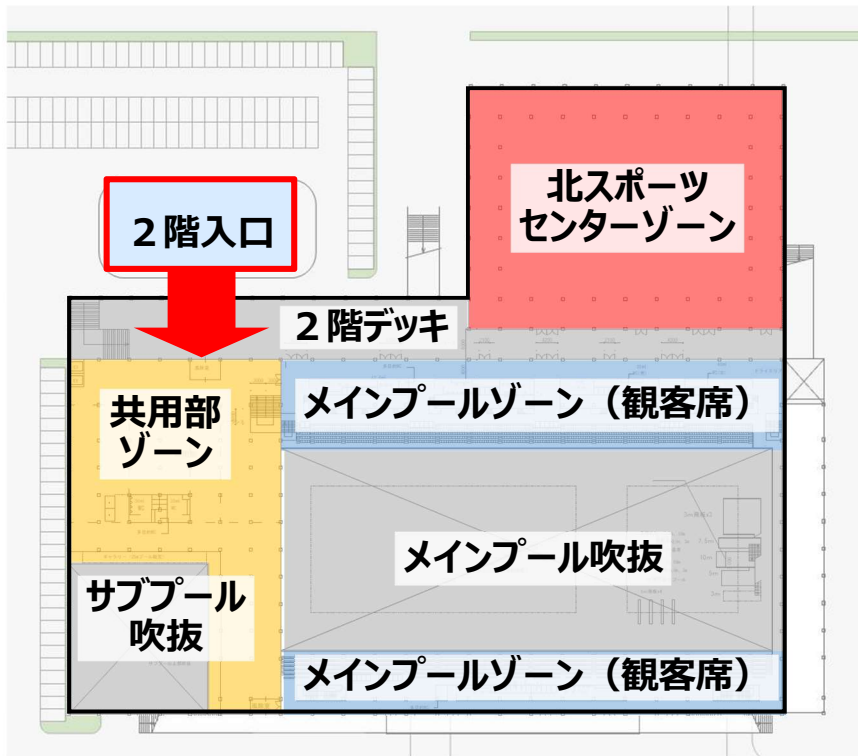 北スポーツ
センターゾーン
２階入口
２階デッキ
メインプールゾーン（観客席）
共用部
ゾーン
メインプール吹抜
サブプール
吹抜
メインプールゾーン（観客席）